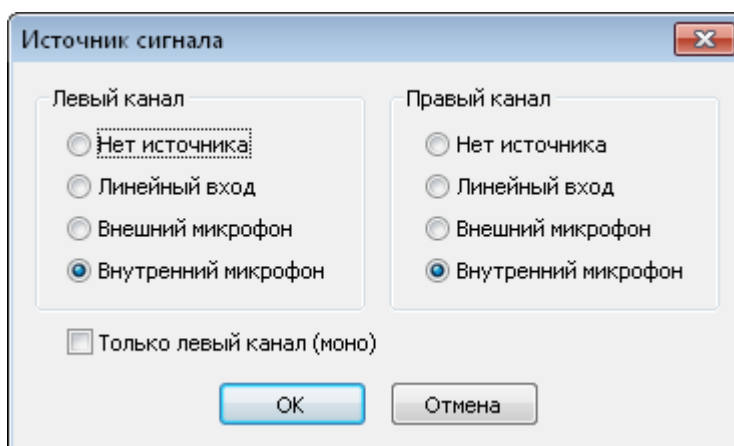 Источник сигнала
Левый канал
Нет источника
Линейный вход
Внешний микрофон
Внутренний микрофон
Правый канал
Нет источника
Линейный вход
Внешний микрофон
Внутренний микрофон
Только левый канал (моно)
OK
Отмена